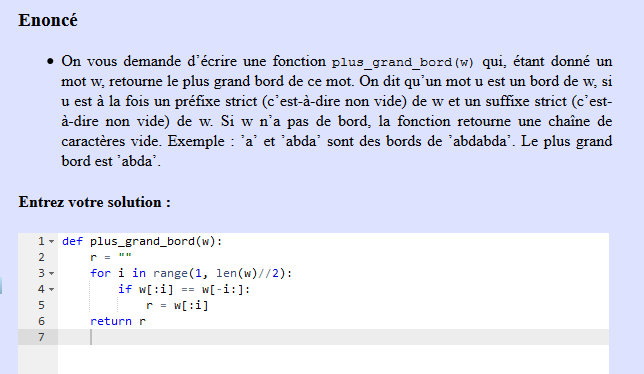 Enoncé
• On vous demande d'écrire une fonction plus_grand_bord(w) qui, étant donné un
mot w, retourne le plus grand bord de ce mot. On dit qu'un mot u est un bord de w, si
u est à la fois un préfixe strict (c'est-à-dire non vide) de w et un suffixe strict (c'est-
à-dire non vide) de w. Si w n'a pas de bord, la fonction retourne une chaîne de
caractères vide. Exemple : 'a' et 'abda' sont des bords de 'abdabda'. Le plus grand
bord est 'abda'.
Entrez votre solution :
1 def plus_grand_bord(w):
2 r = ""
3 for i in range(1, len(w)//2):
4 if w[:i] == w[-i:]:
5 r = w[:i]
6 return r
7